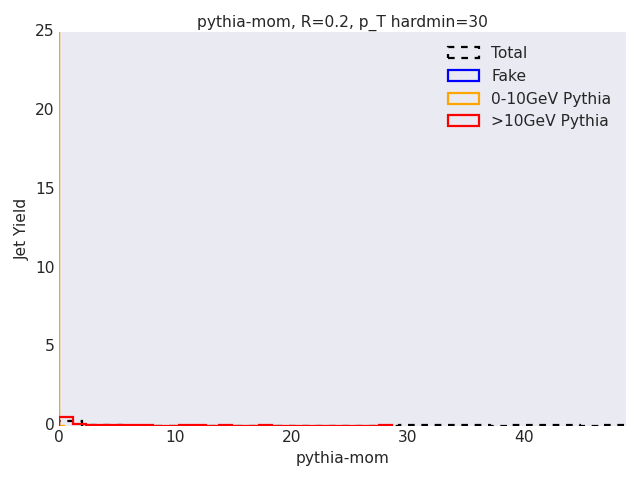 pythia-mom, R=0.2, p_T hardmin=30
25
20
15
10
5
0
Jet Yield
Total
Fake
0-10GeV Pythia
>10GeV Pythia
0 10 20 30 40
pythia-mom